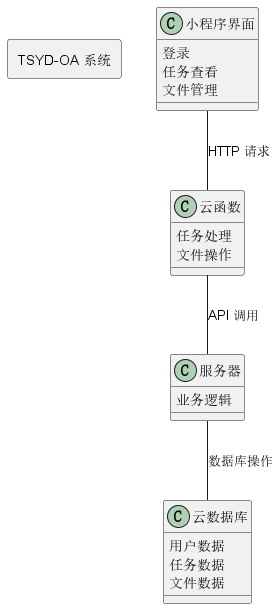 TSYD-OA 系统
C 小程序界面
登录
任务查看
文件管理
HTTP 请求
C 云函数
任务处理
文件操作
API 调用
C 服务器
业务逻辑
数据库操作
C 云数据库
用户数据
任务数据
文件数据